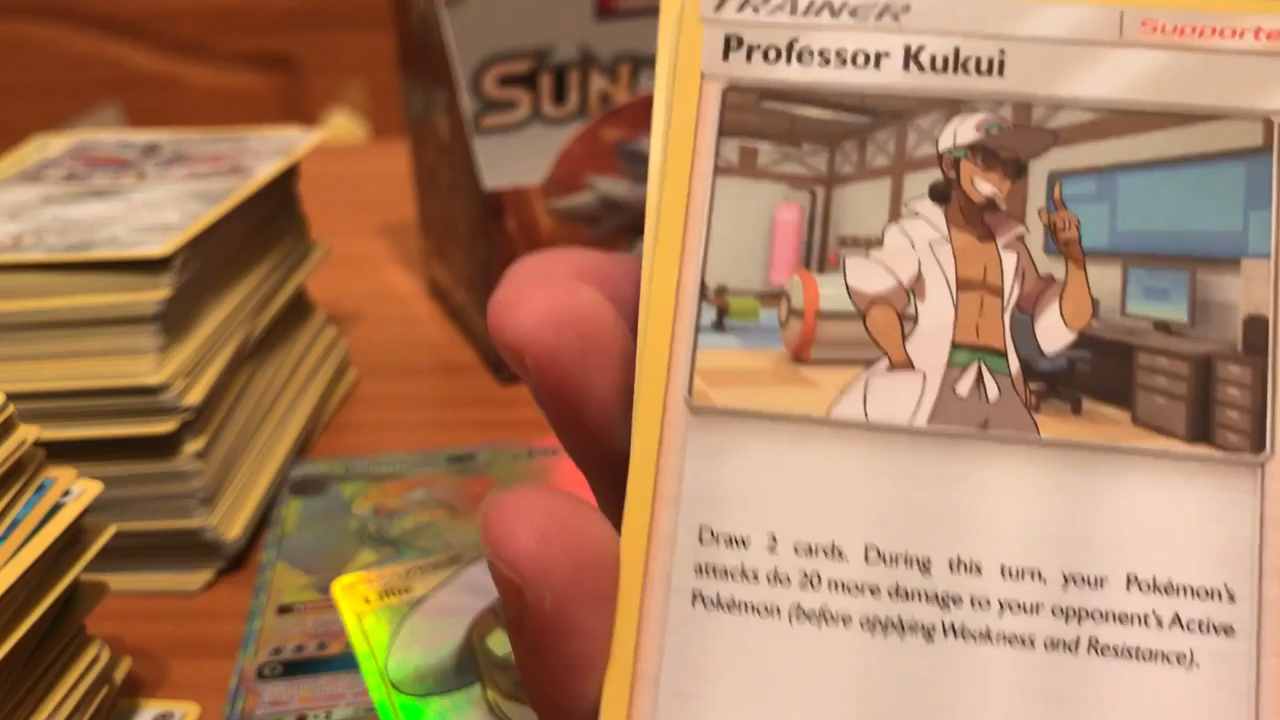 TRAINER
Supporte
Professor Kukui
SUN
Draw 2 cards. During this turn, your Pokémon's
attacks do 20 more damage to your opponent's Active
Pokémon (before applying Weakness and Resistance).